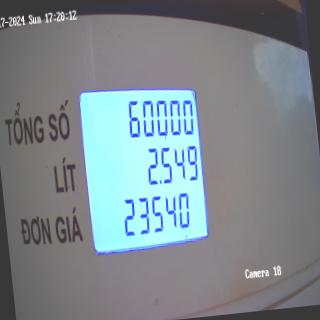 7-2024 Sun 17:20:12
TỔNG SỐ 60000
LÍT 2.549
ĐƠN GIÁ 23540
Camera 18